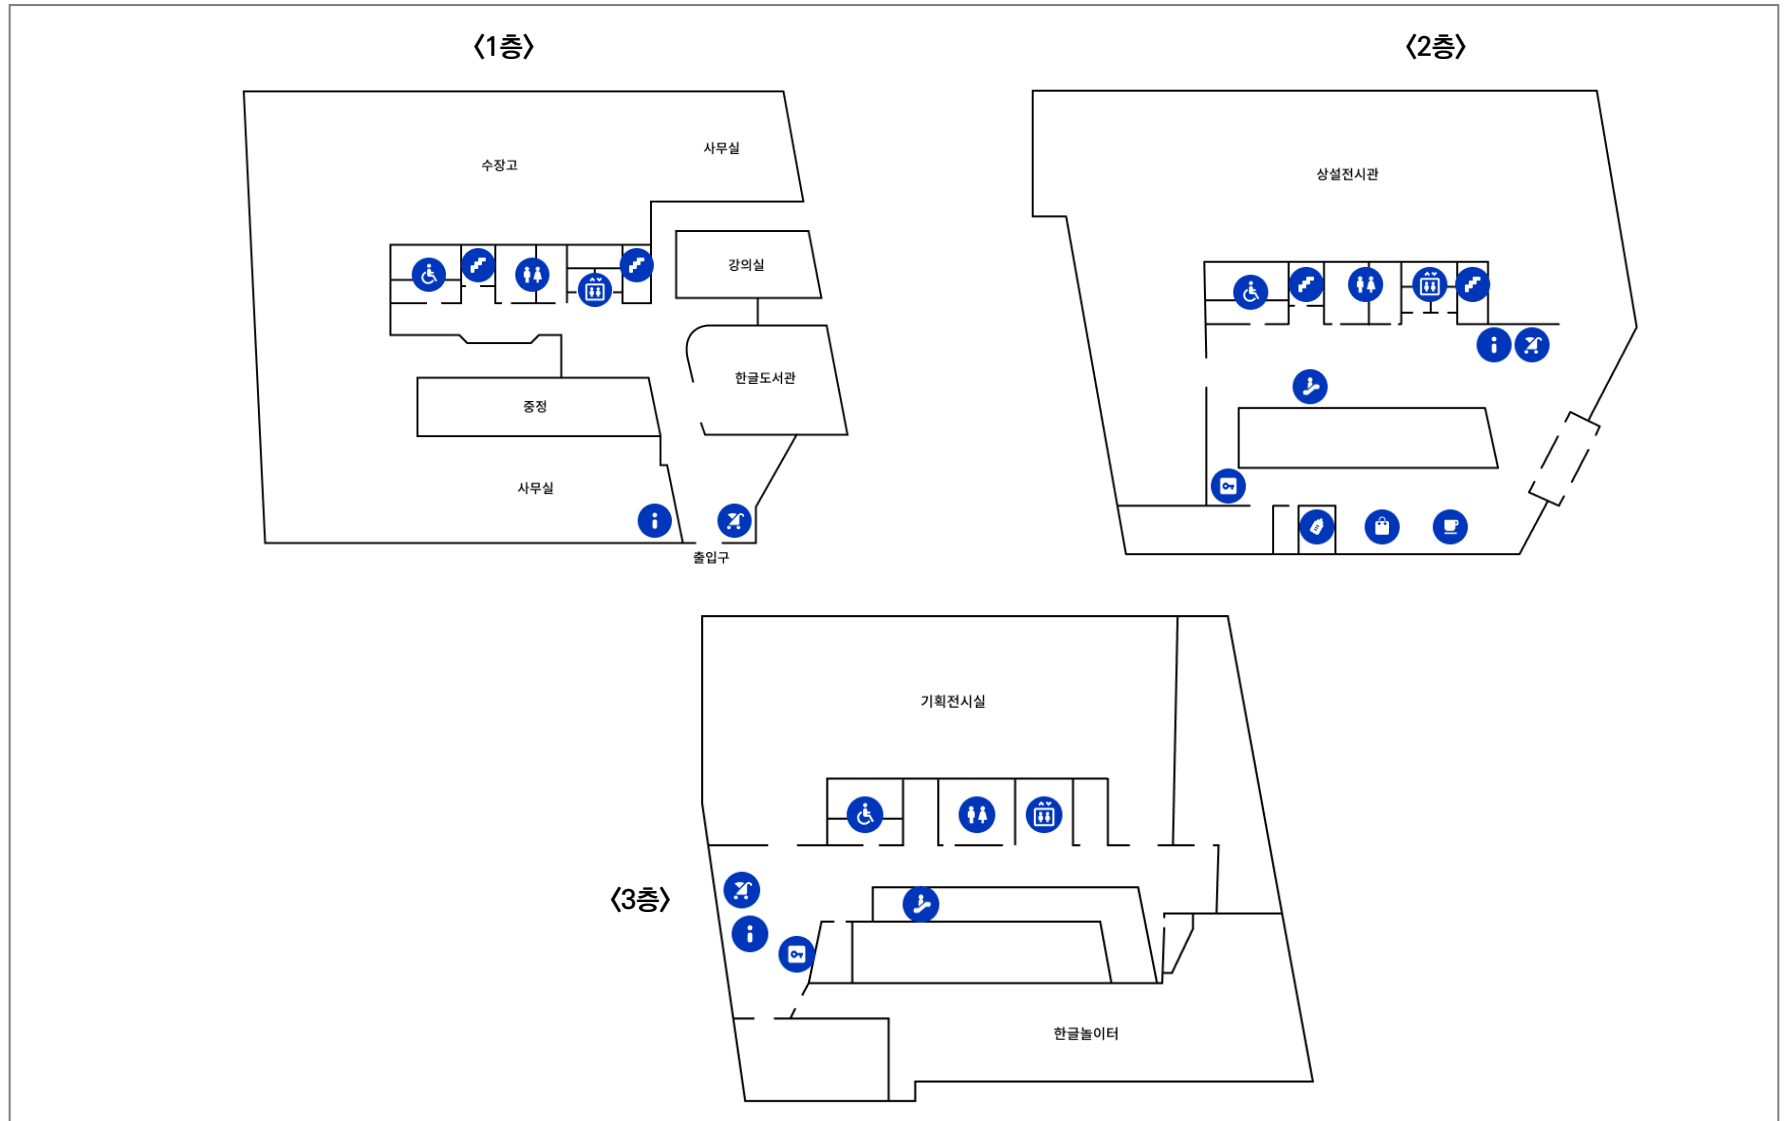 〈1층〉
사무실
수장고
강의실
한글도서관
중정
사무실
출입구
〈2층〉
상설전시관
〈3층〉
기획전시실
한글놀이터